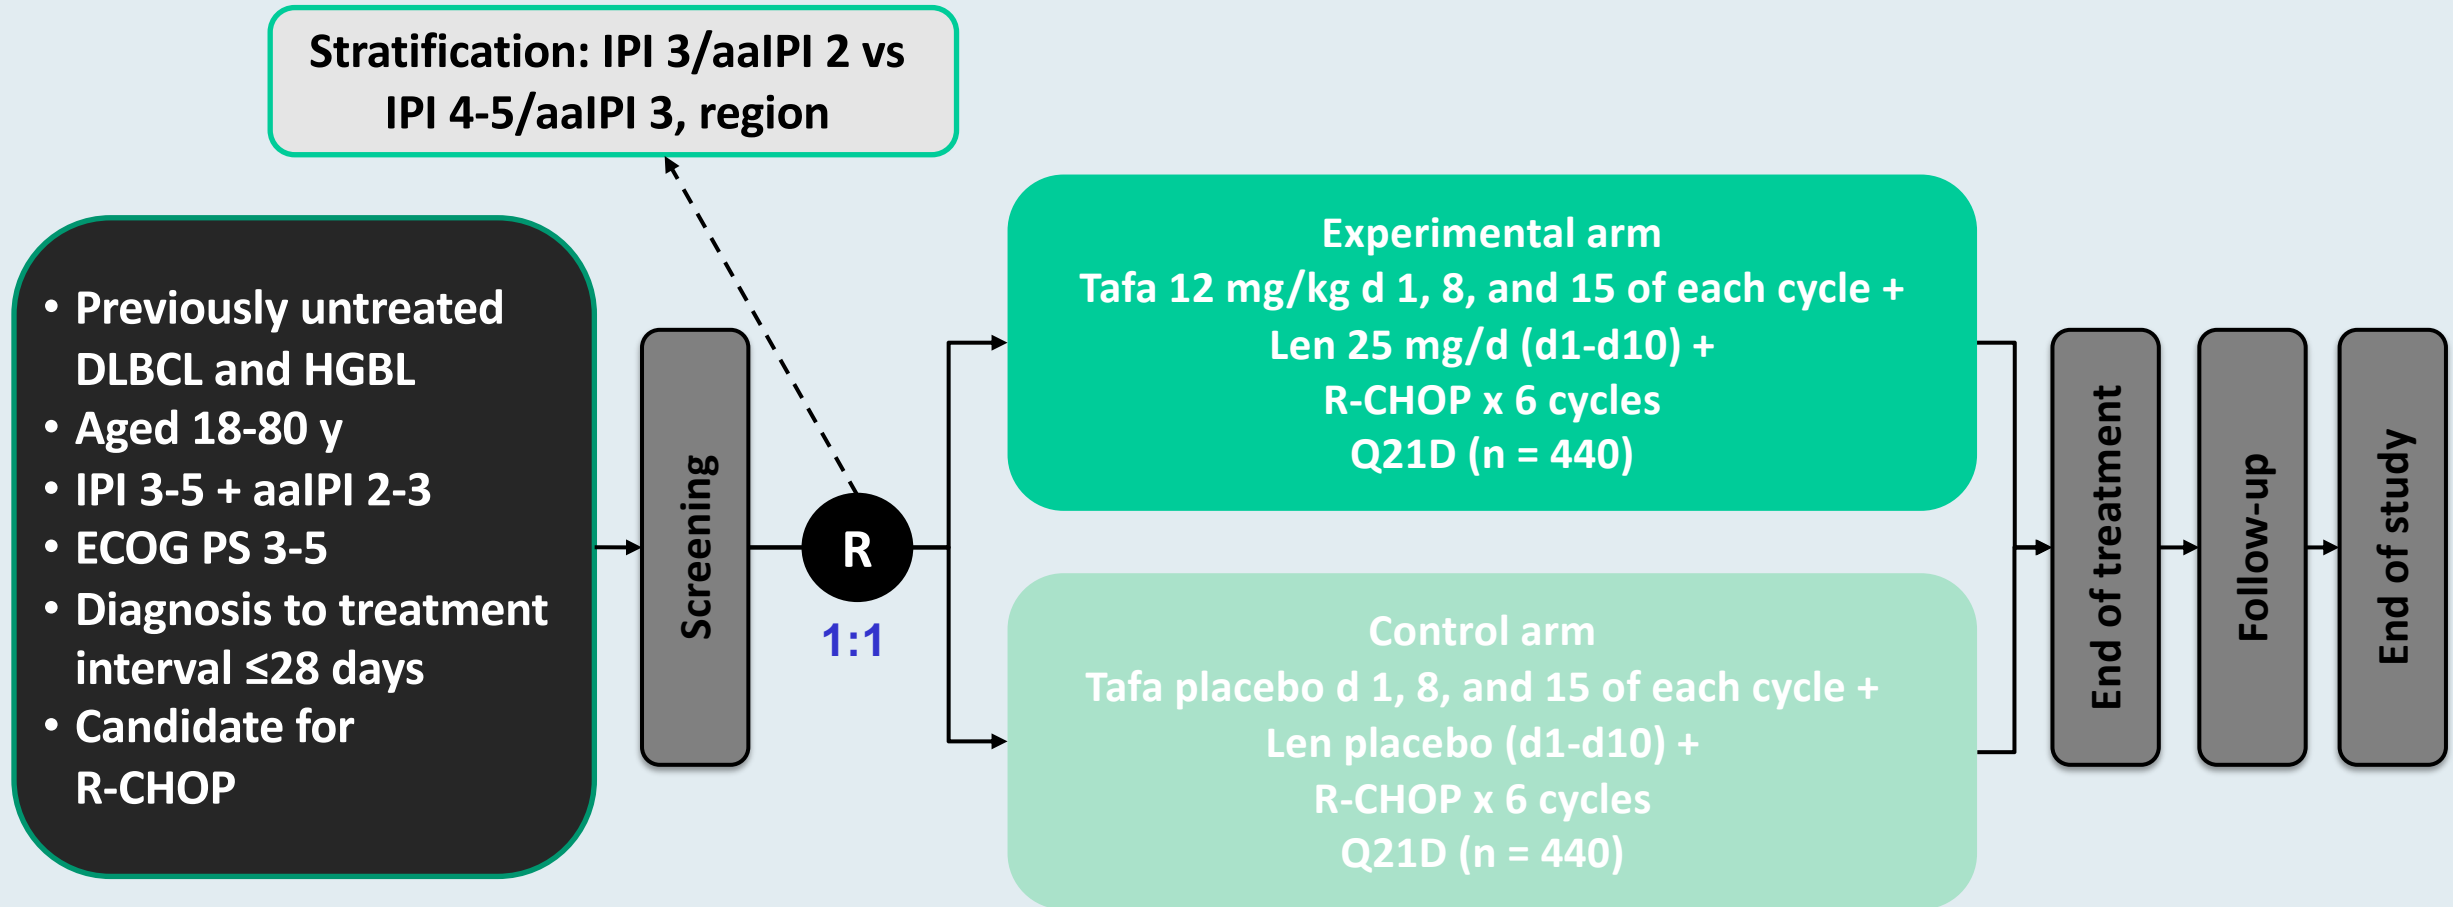 Stratification: IPI 3/aaIPI 2 vs
IPI 4-5/aaIPI 3, region
• Previously untreated
DLBCL and HGBL
• Aged 18-80 y
• IPI 3-5 + aaIPI 2-3
• ECOG PS 3-5
• Diagnosis to treatment
interval ≤28 days
• Candidate for
R-CHOP
Screening
R
1:1
Experimental arm
Tafa 12 mg/kg d 1, 8, and 15 of each cycle +
Len 25 mg/d (d1-d10) +
R-CHOP x 6 cycles
Q21D (n = 440)
Control arm
Tafa placebo d 1, 8, and 15 of each cycle +
Len placebo (d1-d10) +
R-CHOP x 6 cycles
Q21D (n = 440)
End of treatment
Follow-up
End of study